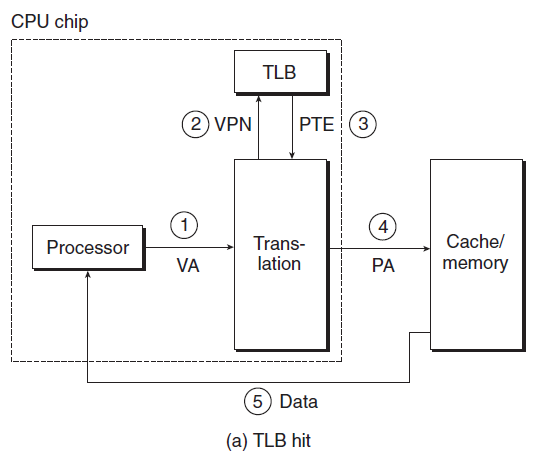 CPU chip
TLB
2 VPN
PTE 3
1
Processor
VA
Trans-
lation
4
PA
Cache/
memory
5 Data
(a) TLB hit